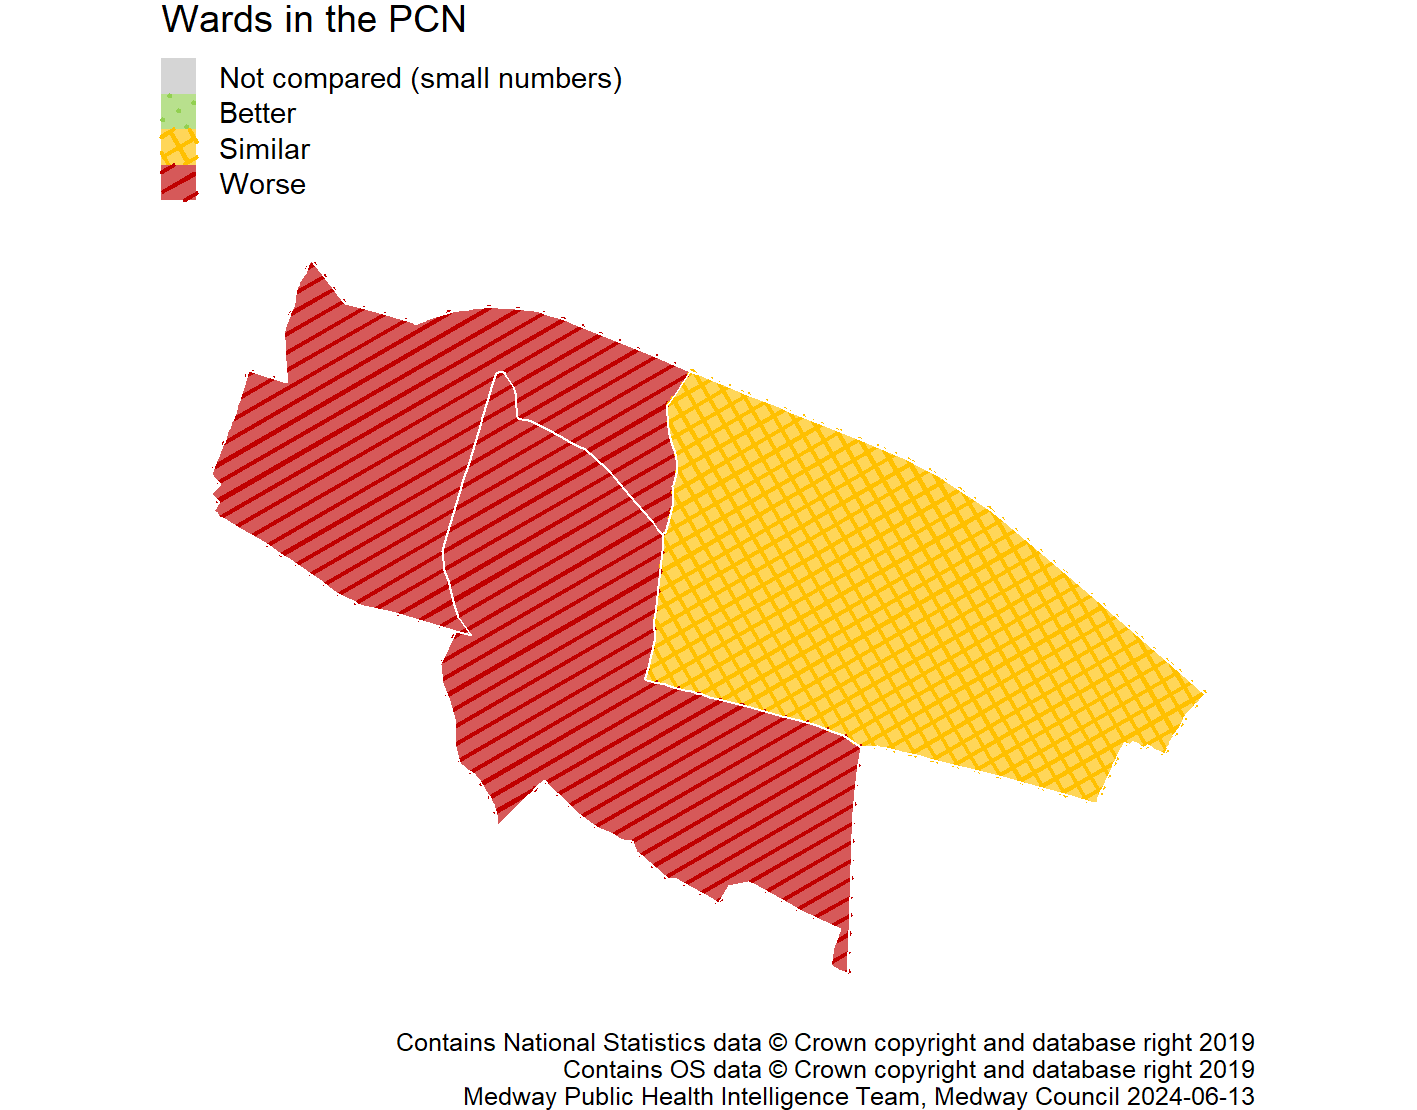 Wards in the PCN
Not compared (small numbers)
Better
Similar
Worse
Contains National Statistics data © Crown copyright and database right 2019
Contains OS data © Crown copyright and database right 2019
Medway Public Health Intelligence Team, Medway Council 2024-06-13